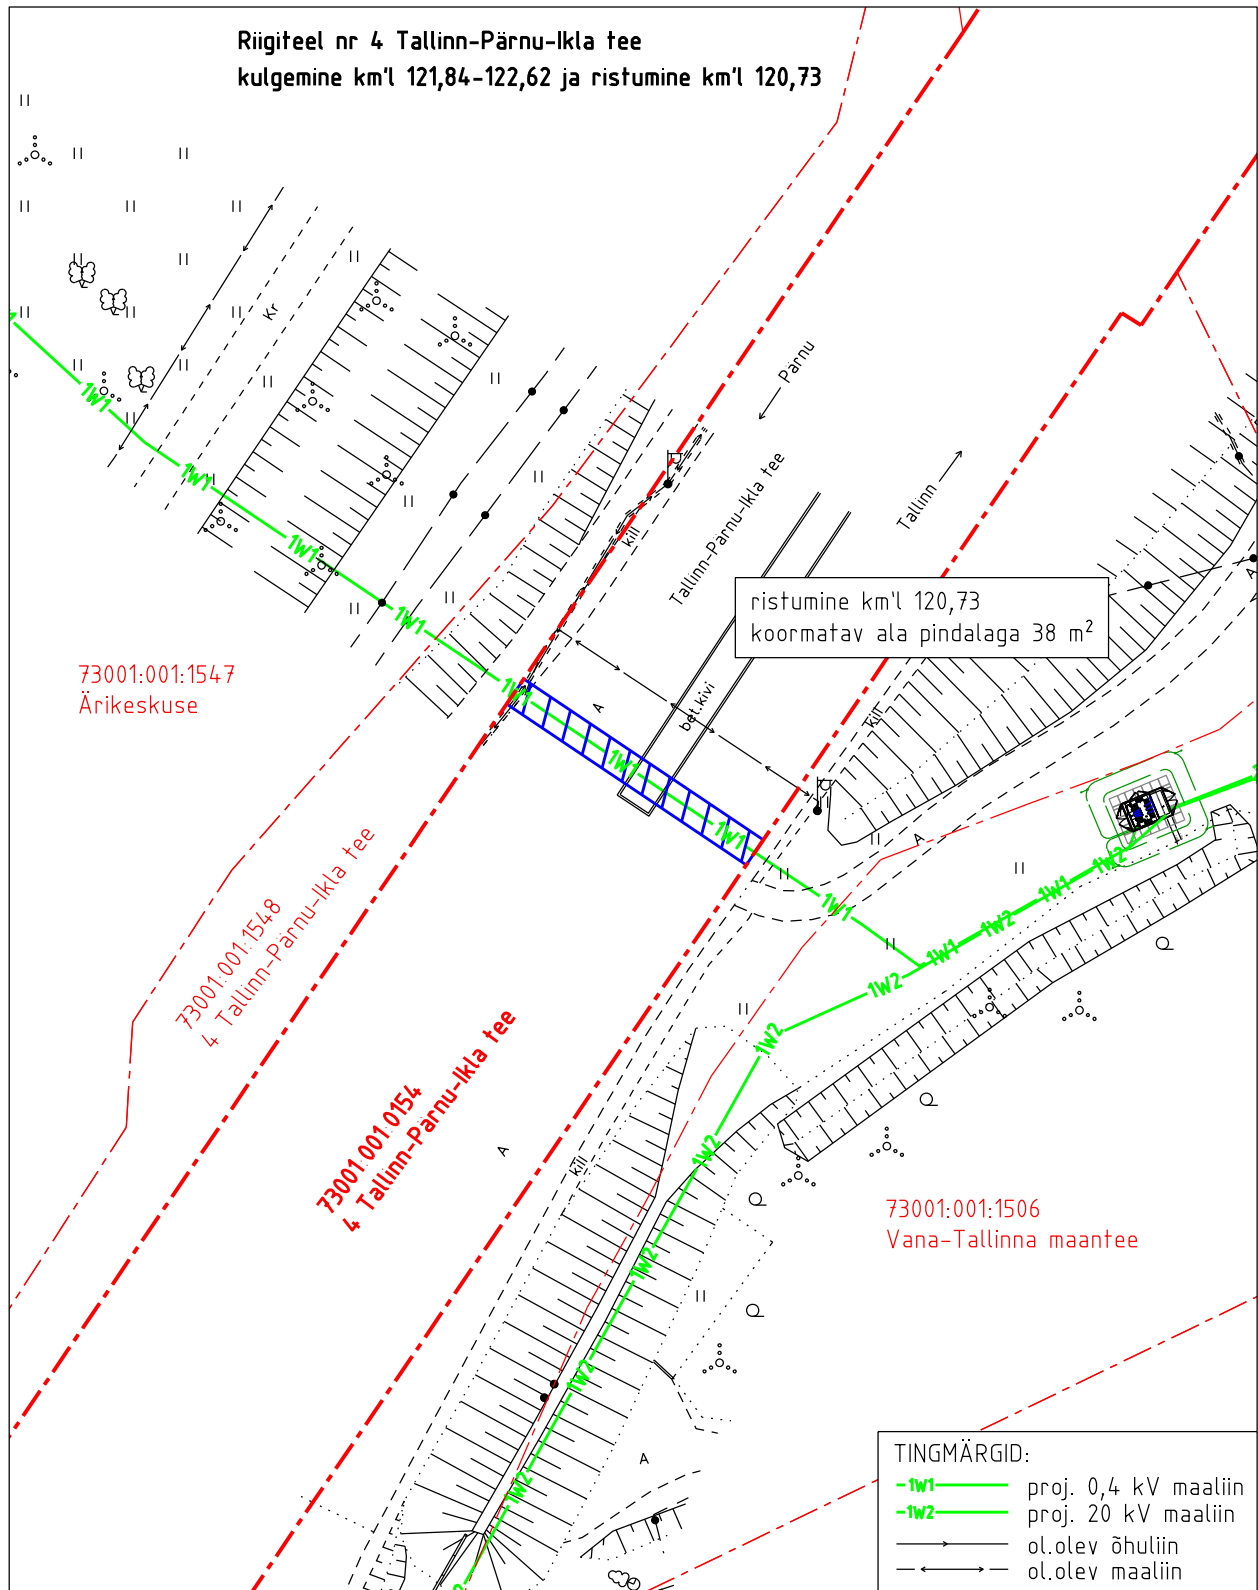 Riigiteel nr 4 Tallinn-Pärnu-Ikla tee
kulgemine km'l 121,84-122,62 ja ristumine km'l 120,73
Kr
Pärnu
Tallinn-Pärnu-Ikla tee
Tallinn
kill
ristumine km'l 120,73
koormatav ala pindalaga 38 m²
A
1W1
1W1
1W1
1W1
73001:001:1547
Ärikeskuse
1W1
A
bet.kivi
kill
1W1
1W1
A
1W2
1W1
1W1
1W2
1W1
1W2
73001:001:1548
4 Tallinn-Pärnu-Ikla tee
1W2
73001:001:0154
4 Tallinn-Pärnu-Ikla tee
A
kill
1W2
73001:001:1506
Vana-Tallinna maantee
1W2
1W2
A
1W2
TINGMÄRGID:
1W1 proj. 0,4 kV maaliin
1W2 proj. 20 kV maaliin
ol.olev õhuliin
ol.olev maaliin